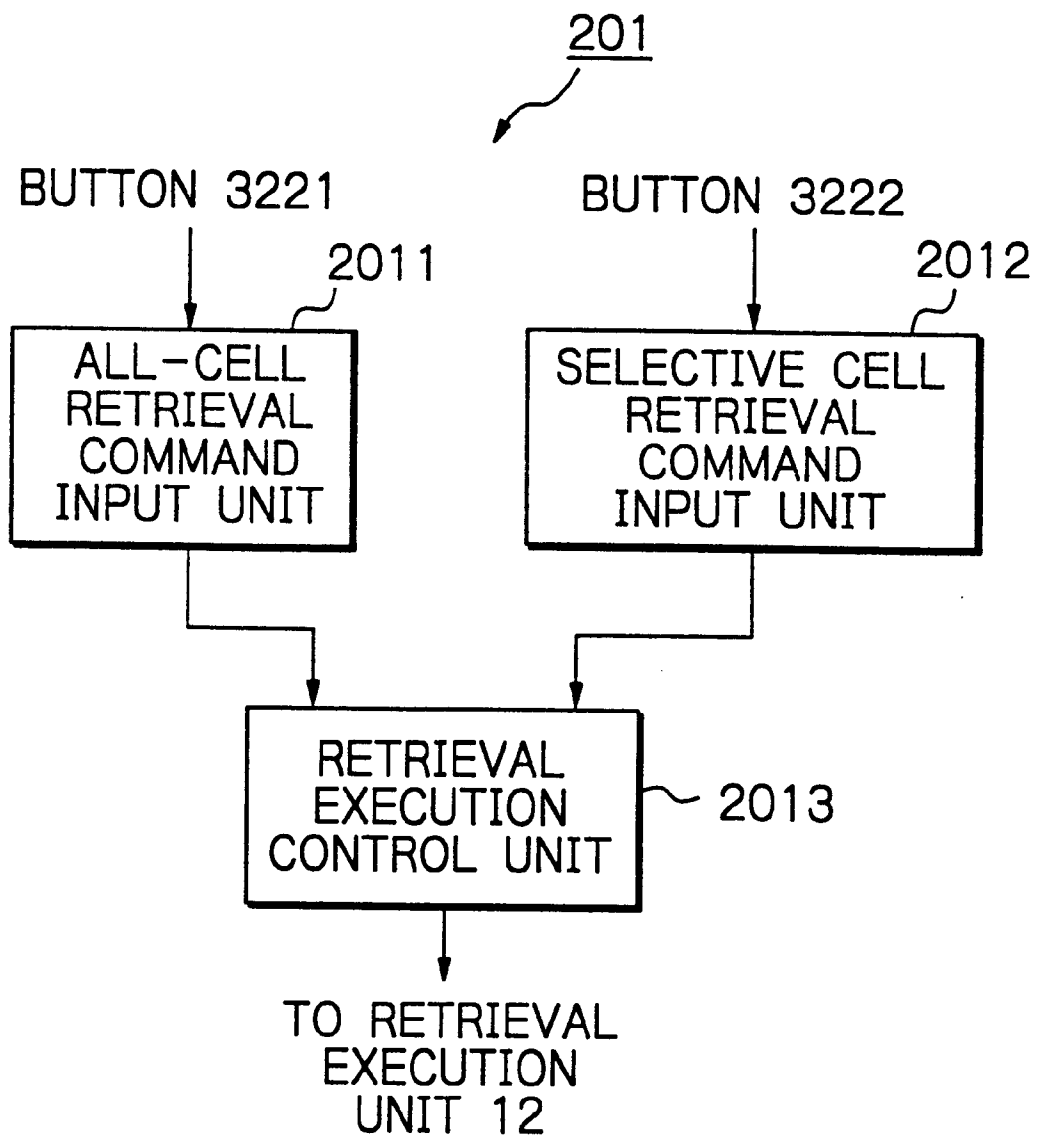 201
BUTTON 3221
BUTTON 3222
2011
2012
ALL-CELL
RETRIEVAL
COMMAND
INPUT UNIT
SELECTIVE CELL
RETRIEVAL
COMMAND
INPUT UNIT
RETRIEVAL
EXECUTION
CONTROL UNIT
2013
TO RETRIEVAL
EXECUTION
UNIT 12